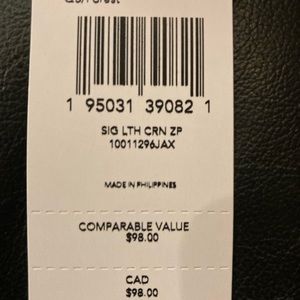 1 95031 39082 1
SIG LTH CRN ZP
10011296JAX
MADE IN PHILIPPINES
COMPARABLE VALUE
$98.00
CAD
$98.00